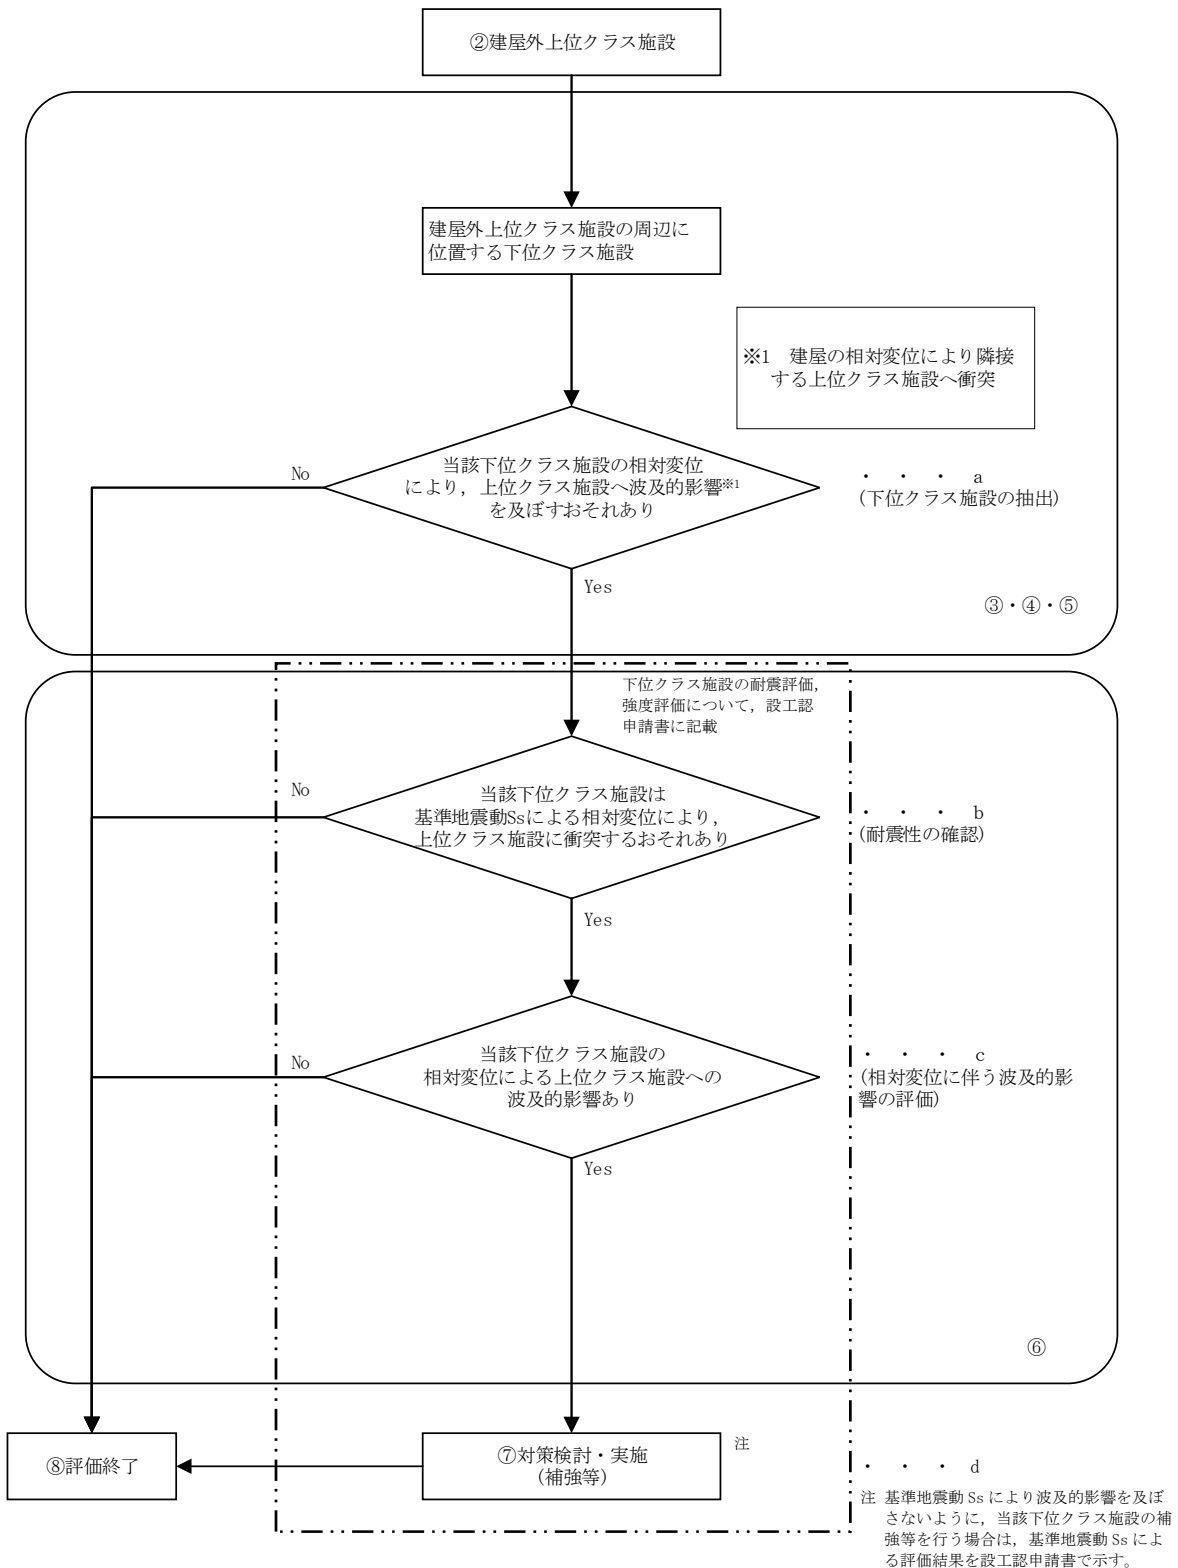 ②建屋外上位クラス施設
建屋外上位クラス施設の周辺に
位置する下位クラス施設
※1　建屋の相対変位により隣接
する上位クラス施設へ衝突
No
当該下位クラス施設の相対変位
により，上位クラス施設へ波及的影響※1
を及ぼすおそれあり
・　・　・　a
(下位クラス施設の抽出)
Yes
③・④・⑤
下位クラス施設の耐震評価，
強度評価について，設工認
申請書に記載
No
当該下位クラス施設は
基準地震動Ssによる相対変位により，
上位クラス施設に衝突するおそれあり
・　・　・　b
(耐震性の確認)
Yes
No
当該下位クラス施設の
相対変位による上位クラス施設への
波及的影響あり
・　・　・　c
(相対変位に伴う波及的影
響の評価)
Yes
⑥
⑧評価終了
⑦対策検討・実施
(補強等)
注
・　・　・　d
注 基準地震動 Ss により波及的影響を及ぼ
さないように，当該下位クラス施設の補
強等を行う場合は，基準地震動 Ss によ
る評価結果を設工認申請書で示す。